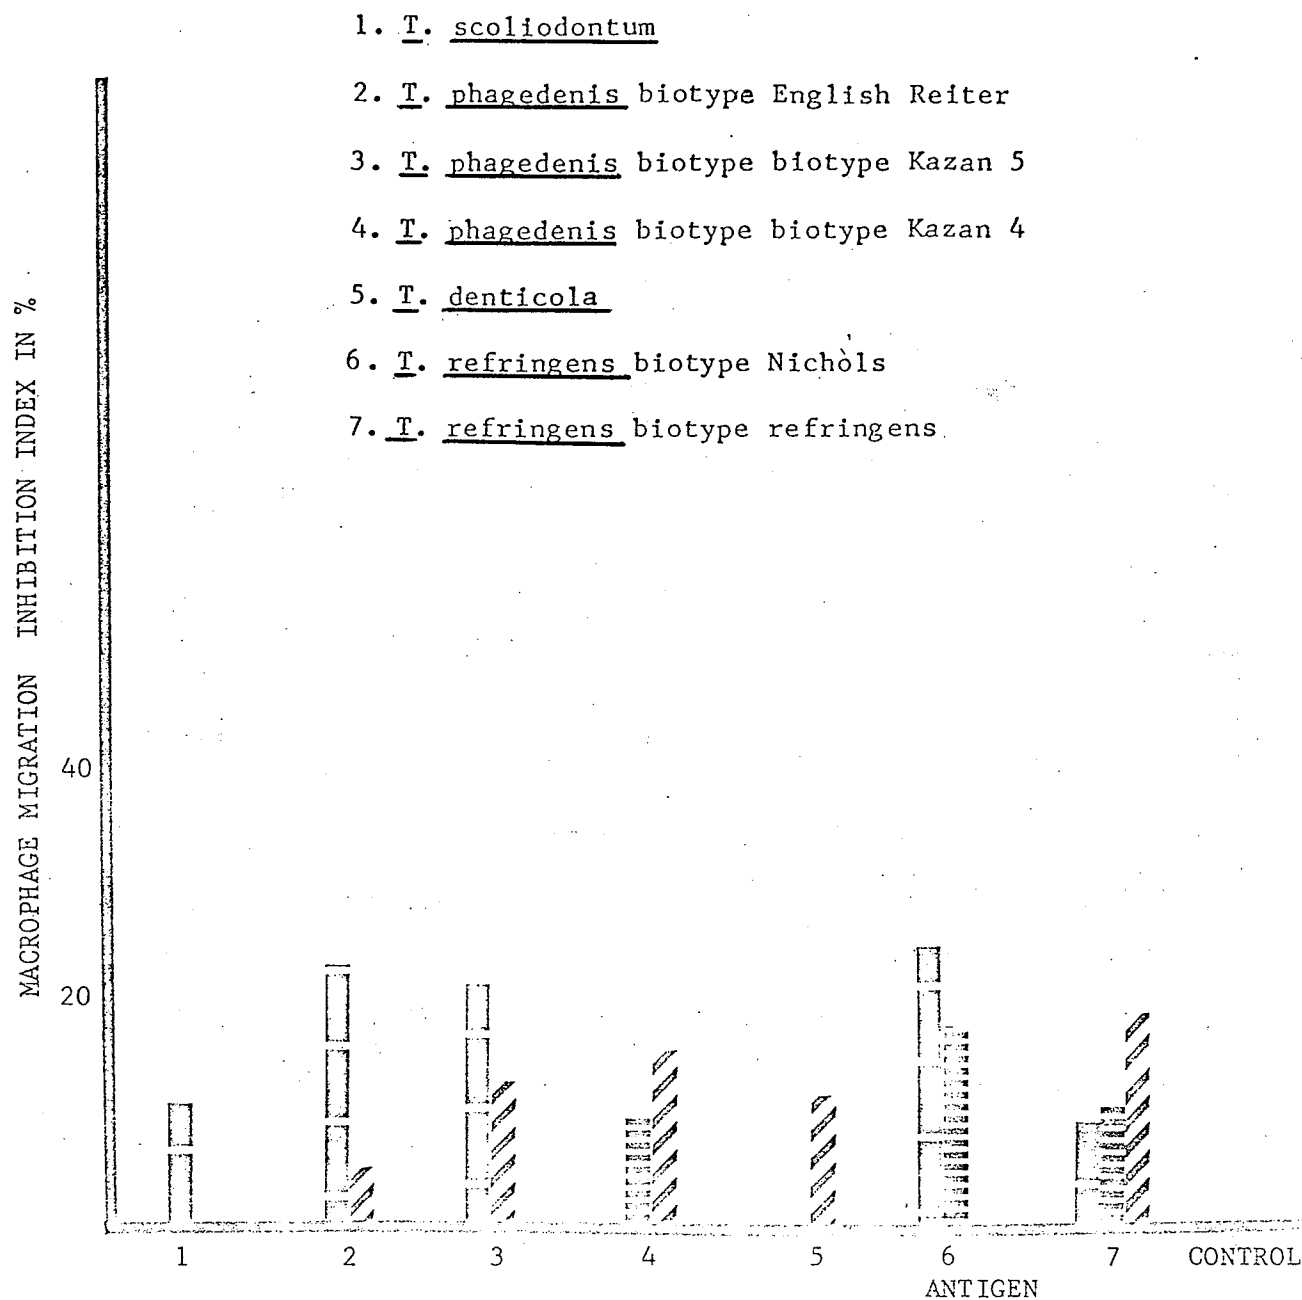 1. T. scoliodontum
2. T. phagedenis biotype English Reiter
3. T. phagedenis biotype biotype Kazan 5
4. T. phagedenis biotype biotype Kazan 4
5. T. denticola
6. T. refringens biotype Nichols
7. T. refringens biotype refringens
MACROPHAGE MIGRATION INHIBITION INDEX IN %
40
20
1 2 3 4 5 6 7 CONTROL
ANTIGEN